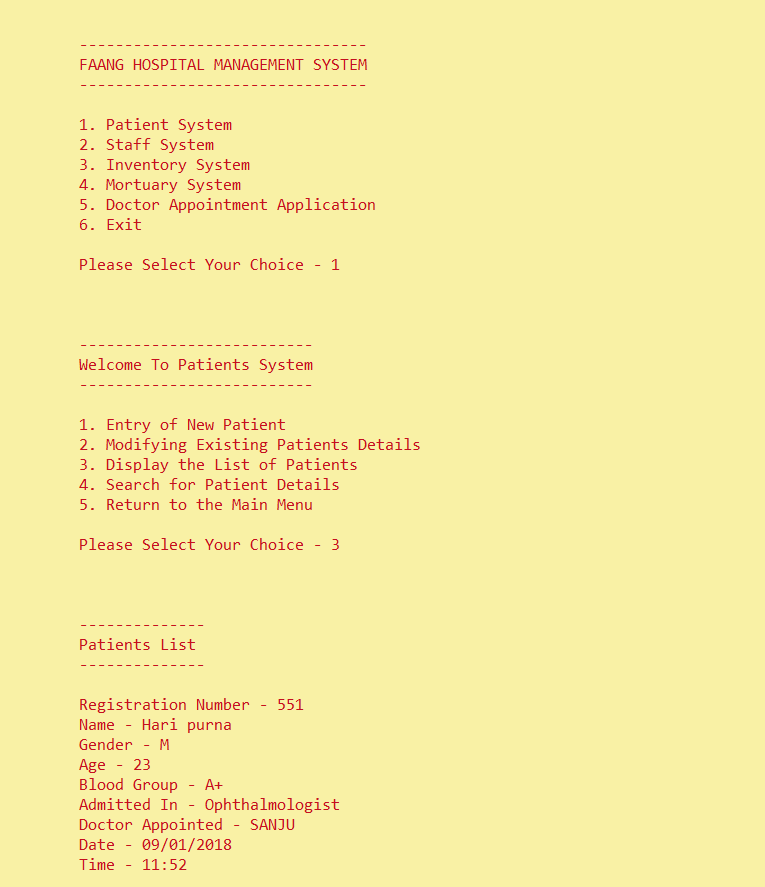 --------------------------------
FAANG HOSPITAL MANAGEMENT SYSTEM
--------------------------------
1. Patient System
2. Staff System
3. Inventory System
4. Mortuary System
5. Doctor Appointment Application
6. Exit
Please Select Your Choice - 1
--------------------------
Welcome To Patients System
--------------------------
1. Entry of New Patient
2. Modifying Existing Patients Details
3. Display the List of Patients
4. Search for Patient Details
5. Return to the Main Menu
Please Select Your Choice - 3
--------------
Patients List
--------------
Registration Number - 551
Name - Hari purna
Gender - M
Age - 23
Blood Group - A+
Admitted In - Ophthalmologist
Doctor Appointed - SANJU
Date - 09/01/2018
Time - 11:52